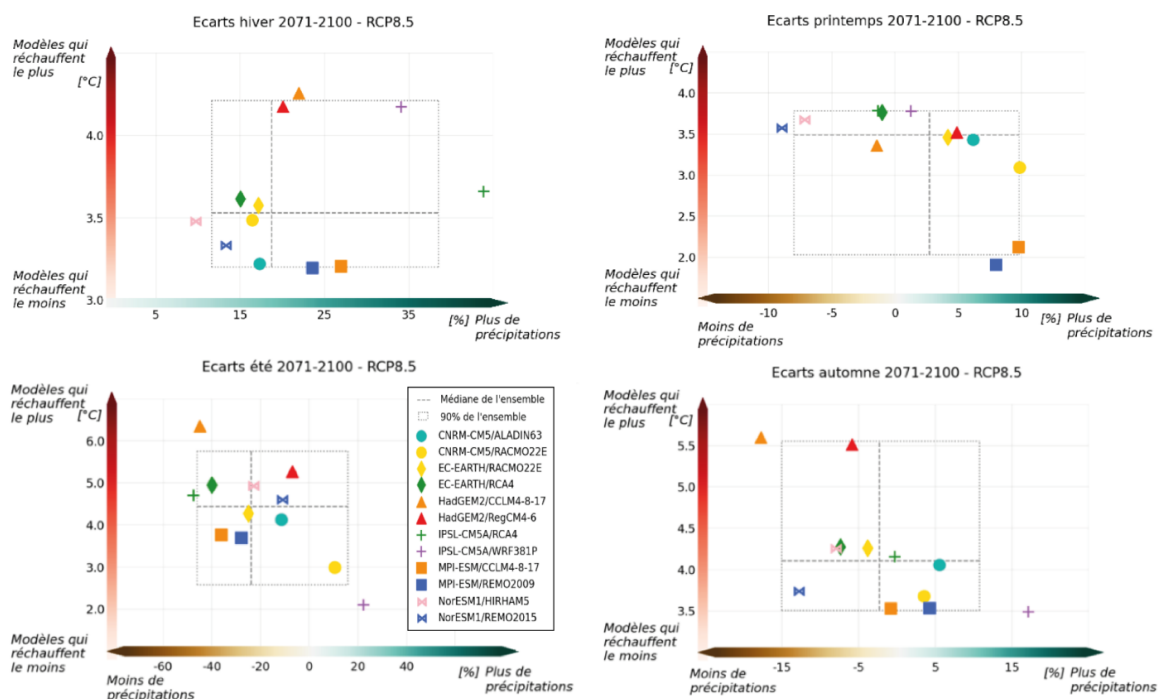 Ecarts hiver 2071-2100 - RCP8.5
Modèles qui
réchauffent
le plus
[°C]
4.0
3.5
Modèles qui
réchauffent
le moins
3.0
5
15
25
35
[%] Plus de
précipitations
Ecarts printemps 2071-2100 - RCP8.5
Modèles qui
réchauffent
le plus
[°C]
4.0
3.5
3.0
2.5
2.0
Modèles qui
réchauffent
le moins
-10
-5
0
5
10
Moins de
précipitations
[%] Plus de
précipitations
Ecarts été 2071-2100 - RCP8.5
Modèles qui
réchauffent
le plus
[°C]
6.0
5.0
4.0
3.0
2.0
Modèles qui
réchauffent
le moins
-60
-40
-20
0
20
40
Moins de
précipitations
[%] Plus de
précipitations
Médiane de l'ensemble
90% de l'ensemble
CNRM-CM5/ALADIN63
CNRM-CM5/RACMO22E
EC-EARTH/RACMO22E
EC-EARTH/RCA4
HadGEM2/CCLM4-8-17
HadGEM2/RegCM4-6
IPSL-CM5A/RCA4
IPSL-CM5A/WRF381P
MPI-ESM/CCLM4-8-17
MPI-ESM/REMO2009
NorESM1/HIRHAM5
NorESM1/REMO2015
Ecarts automne 2071-2100 - RCP8.5
Modèles qui
réchauffent
le plus
[°C]
5.5
5.0
4.5
4.0
3.5
Modèles qui
réchauffent
le moins
-15
-5
5
15
Moins de
précipitations
[%] Plus de
précipitations